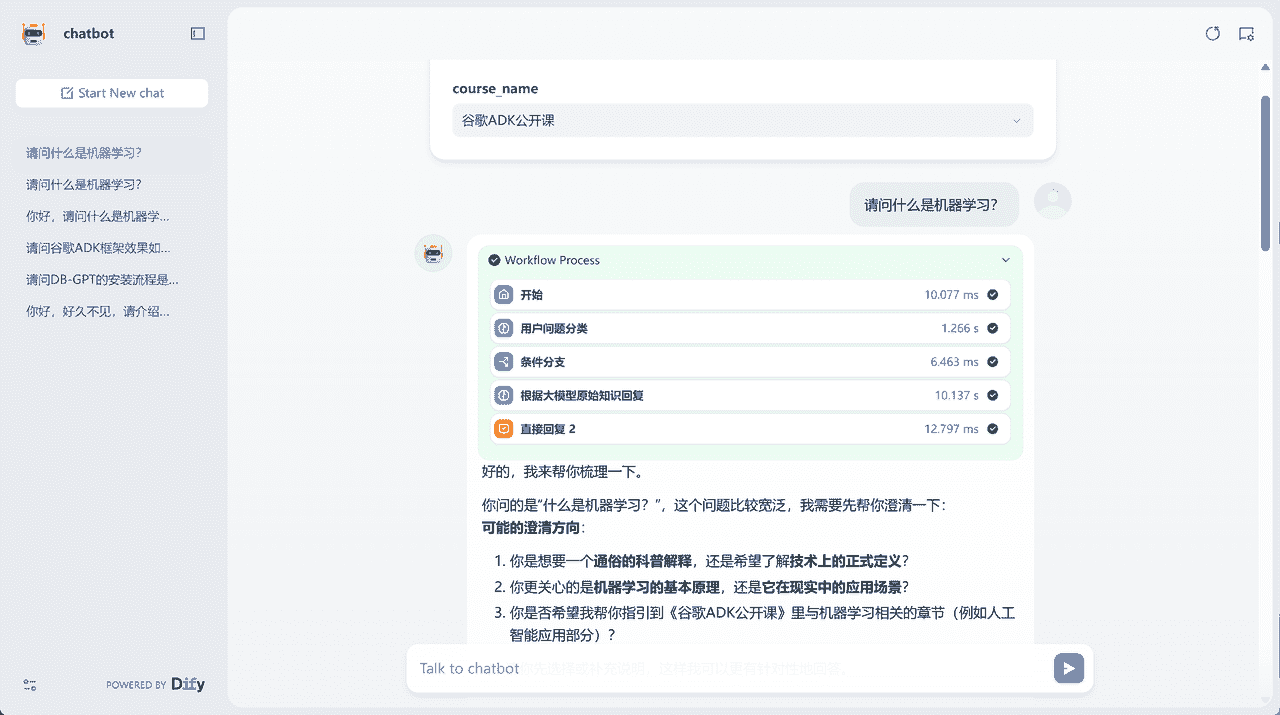 chatbot
Start New chat
请问什么是机器学习?
请问什么是机器学习?
你好，请问什么是机器学...
请问谷歌ADK框架效果如...
请问DB-GPT的安装流程是...
你好，好久不见，请介绍...
POWERED BY Dify
course_name
谷歌ADK公开课
请问什么是机器学习?
Workflow Process
开始 10.077 ms
用户问题分类 1.266 s
条件分支 6.463 ms
根据大模型原始知识回复 10.137 s
直接回复 2 12.797 ms
好的，我来帮你梳理一下。
你问的是“什么是机器学习？”，这个问题比较宽泛，我需要先帮你澄清一下：
可能的澄清方向：
1. 你是想要一个通俗的科普解释，还是希望了解技术上的正式定义？
2. 你更关心的是机器学习的基本原理，还是它在现实中的应用场景？
3. 你是否希望我帮你指引到《谷歌ADK公开课》里与机器学习相关的章节（例如人工
智能应用部分）？
Talk to chatbot